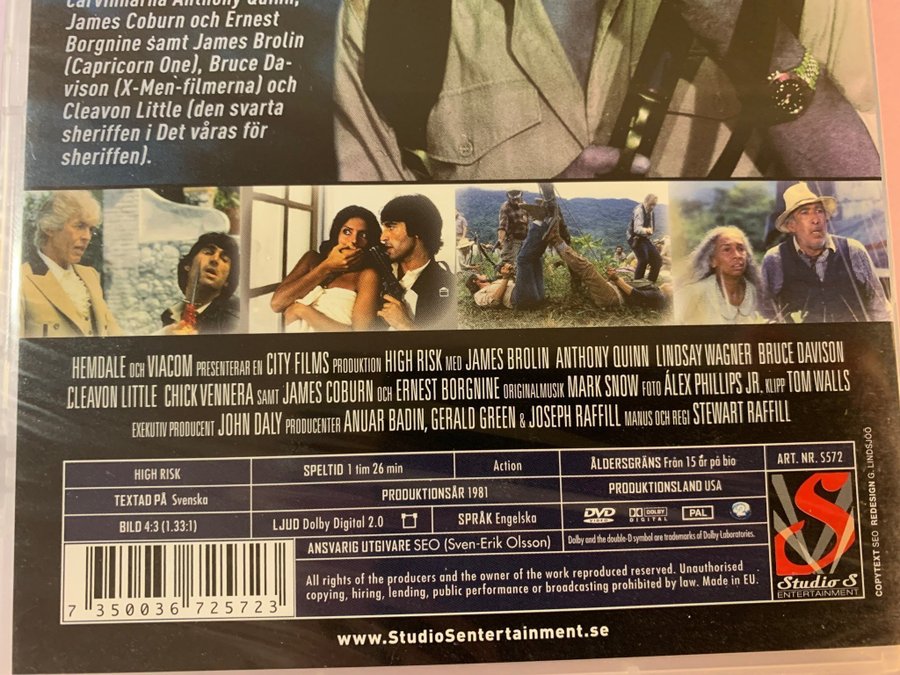 Carvinnarna Anthony Quinn,
James Coburn och Ernest
Borgnine samt James Brolin
(Capricorn One), Bruce Da-
vison (X-Men-filmerna) och
Cleavon Little (den svarta
sheriffen i Det våras för
sheriffen).
HEMDALE OCH VIACOM PRESENTERAR EN CITY FILMS PRODUKTION HIGH RISK MED JAMES BROLIN ANTHONY QUINN LINDSAY WAGNER BRUCE DAVISON
CLEAVON LITTLE CHICK VENNERA SAMT JAMES COBURN OCH ERNEST BORGNINE ORIGINALMUSIK MARK SNOW FOTO ÁLEX PHILLIPS JR. KLIPP TOM WALLS
EXEKUTIV PRODUCENT JOHN DALY PRODUCENTER ANUAR BADIN, GERALD GREEN & JOSEPH RAFFILL MANUS OCH REGI STEWART RAFFILL
HIGH RISK
SPELTID 1 tim 26 min
Action
ÅLDERSGRÄNS Från 15 år på bio
ART. NR. S572
TEXTAD PÅ Svenska
PRODUKTIONSÅR 1981
PRODUKTIONSLAND USA
BILD 4:3 (1.33:1)
LJUD Dolby Digital 2.0
SPRÅK Engelska
DVD VIDEO
DOLBY DIGITAL
PAL
2
ANSVARIG UTGIVARE SEO (Sven-Erik Olsson)
Dolby and the double-D symbol are trademarks of Dolby Laboratories.
All rights of the producers and the owner of the work reproduced reserved. Unauthorised
copying, hiring, lending, public performance or broadcasting prohibited by law. Made in EU.
S
Studio S
ENTERTAINMENT
COPYTEXT SEO REDESIGN G. LINDSJÖÖ
7 350036 725723
www.StudioSentertainment.se